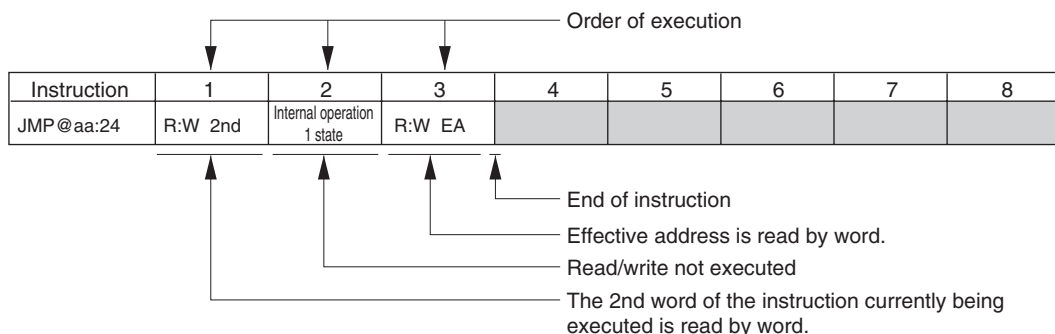 Order of execution
Instruction 1 2 3 4 5 6 7 8
JMP@aa:24 R:W 2nd Internal operation 1 state R:W EA
End of instruction
Effective address is read by word.
Read/write not executed
The 2nd word of the instruction currently being
executed is read by word.